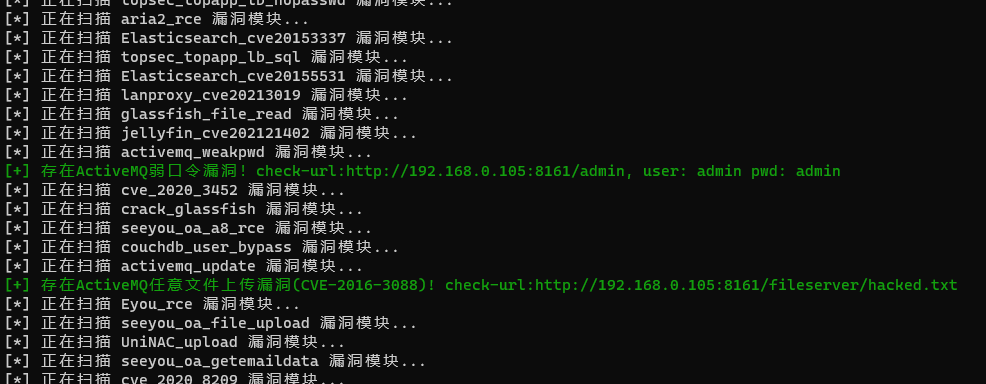 [*] 正在扫描 topsec_topapp_lb_nopasswd 漏洞模块...
[*] 正在扫描 aria2_rce 漏洞模块...
[*] 正在扫描 Elasticsearch_cve20153337 漏洞模块...
[*] 正在扫描 topsec_topapp_lb_sql 漏洞模块...
[*] 正在扫描 Elasticsearch_cve20155531 漏洞模块...
[*] 正在扫描 lanproxy_cve20213019 漏洞模块...
[*] 正在扫描 glassfish_file_read 漏洞模块...
[*] 正在扫描 jellyfin_cve202121402 漏洞模块...
[*] 正在扫描 activemq_weakpwd 漏洞模块...
[+] 存在ActiveMQ弱口令漏洞! check-url:http://192.168.0.105:8161/admin, user: admin pwd: admin
[*] 正在扫描 cve_2020_3452 漏洞模块...
[*] 正在扫描 crack_glassfish 漏洞模块...
[*] 正在扫描 seeyou_oa_a8_rce 漏洞模块...
[*] 正在扫描 couchdb_user_bypass 漏洞模块...
[*] 正在扫描 activemq_update 漏洞模块...
[+] 存在ActiveMQ任意文件上传漏洞(CVE-2016-3088)! check-url:http://192.168.0.105:8161/fileserver/hacked.txt
[*] 正在扫描 Eyou_rce 漏洞模块...
[*] 正在扫描 seeyou_oa_file_upload 漏洞模块...
[*] 正在扫描 UniNAC_upload 漏洞模块...
[*] 正在扫描 seeyou_oa_getemaildata 漏洞模块...
[*] 正在扫描 cve_2020_8209 漏洞模块...